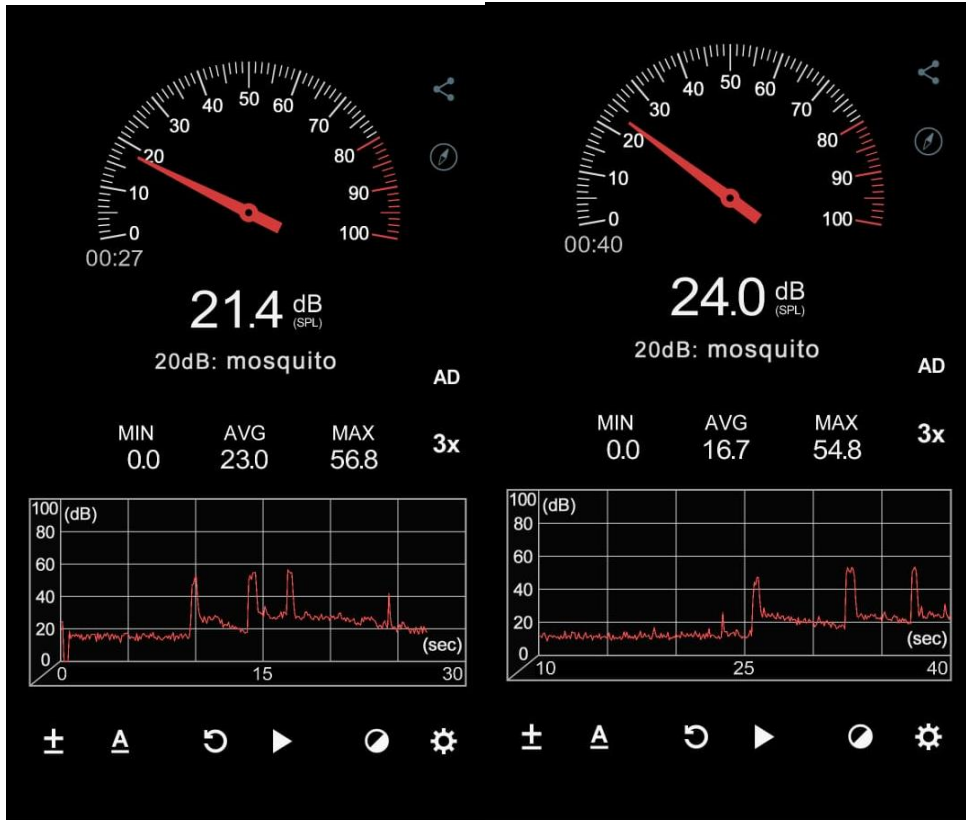 0
10
20
30
40
50
60
70
80
90
100
00:27
21.4 dB
(SPL)
20dB: mosquito
AD
MIN AVG MAX
0.0 23.0 56.8
3x
100 (dB)
80
60
40
20
0
(sec)
0 15 30
A
0
10
20
30
40
50
60
70
80
90
100
00:40
24.0 dB
(SPL)
20dB: mosquito
AD
MIN AVG MAX
0.0 16.7 54.8
3x
100 (dB)
80
60
40
20
0
(sec)
10 25 40
A